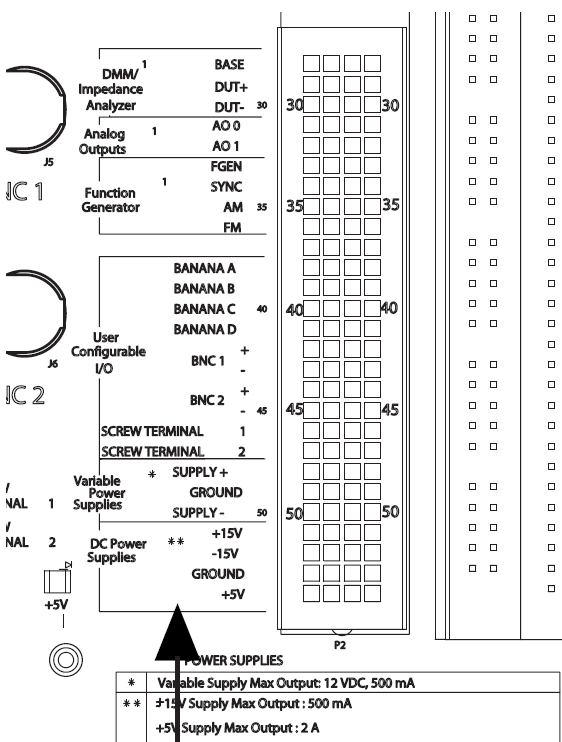 DMM/ 1
Impedance
Analyzer
BASE
DUT+
DUT- 30
30 30
Analog 1
Outputs
AO 0
AO 1
J5
NC 1
Function 1
Generator
FGEN
SYNC
AM 35
FM
35 35
BANANA A
BANANA B
BANANA C 40
BANANA D
40 40
User
Configurable
I/O
BNC 1 +
-
BNC 2 +
- 45
45 45
J6
NC 2
SCREW TERMINAL 1
SCREW TERMINAL 2
Variable *
Power
Supplies
SUPPLY +
GROUND
SUPPLY - 50
50 50
NAL 1
NAL 2
DC Power **
Supplies
+15V
-15V
GROUND
+5V
+5V
P2
POWER SUPPLIES
* Variable Supply Max Output: 12 VDC, 500 mA
** ±15V Supply Max Output : 500 mA
+5V Supply Max Output : 2 A